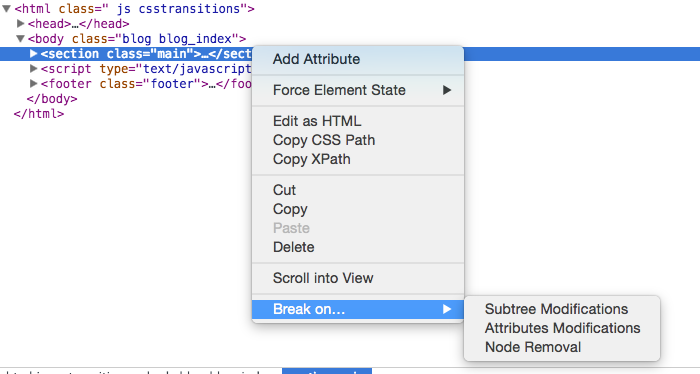 ▼<html class=" js csstransitions">
▶<head>…</head>
▼<body class="blog blog_index">
▶<section class="main">…</sect
▶<script type="text/javascript
▶<footer class="footer">…</foo
</body>
</html>
Add Attribute
Force Element State ▶
Edit as HTML
Copy CSS Path
Copy XPath
Cut
Copy
Paste
Delete
Scroll into View
Break on... ▶
Subtree Modifications
Attributes Modifications
Node Removal